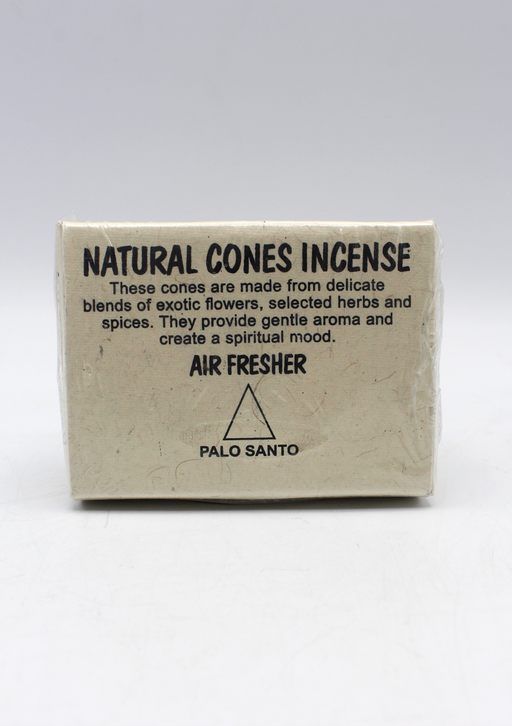 NATURAL CONES INCENSE
These cones are made from delicate
blends of exotic flowers, selected herbs and
spices. They provide gentle aroma and
create a spiritual mood.
AIR FRESHER
PALO SANTO